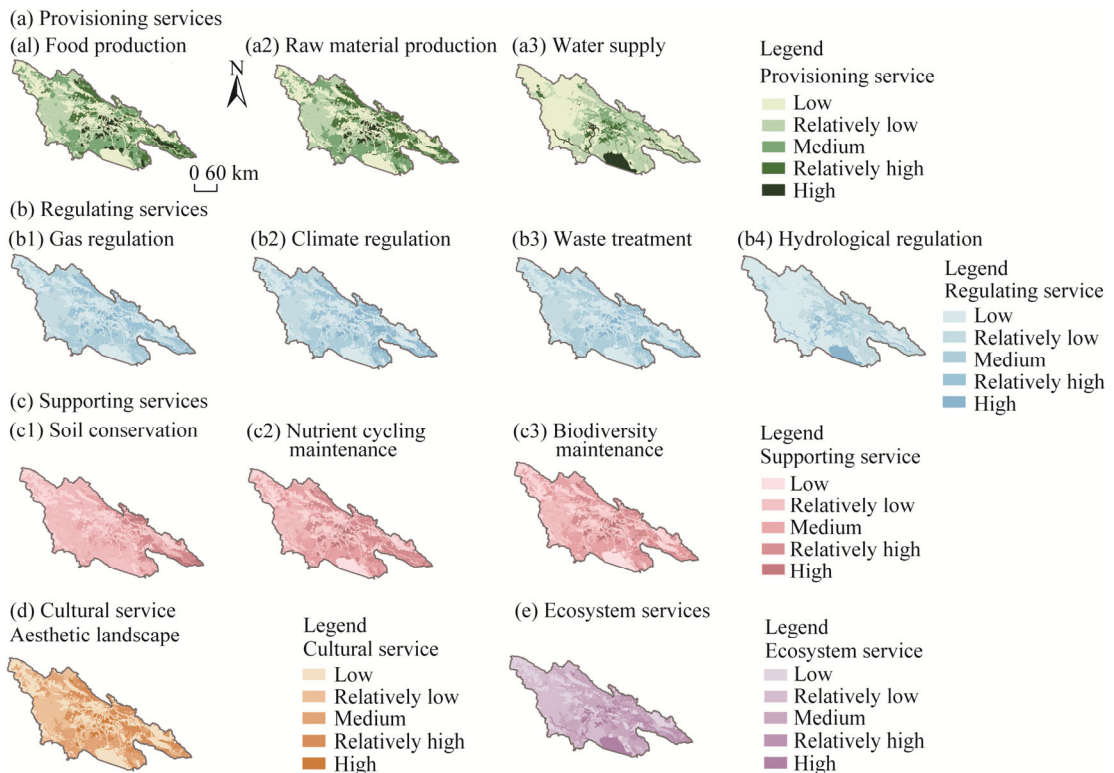 (a) Provisioning services
(al) Food production
(a2) Raw material production
(a3) Water supply
N
0 60 km
Legend
Provisioning service
Low
Relatively low
Medium
Relatively high
High
(b) Regulating services
(b1) Gas regulation
(b2) Climate regulation
(b3) Waste treatment
(b4) Hydrological regulation
Legend
Regulating service
Low
Relatively low
Medium
Relatively high
High
(c) Supporting services
(c1) Soil conservation
(c2) Nutrient cycling
maintenance
(c3) Biodiversity
maintenance
Legend
Supporting service
Low
Relatively low
Medium
Relatively high
High
(d) Cultural service
Aesthetic landscape
Legend
Cultural service
Low
Relatively low
Medium
Relatively high
High
(e) Ecosystem services
Legend
Ecosystem service
Low
Relatively low
Medium
Relatively high
High